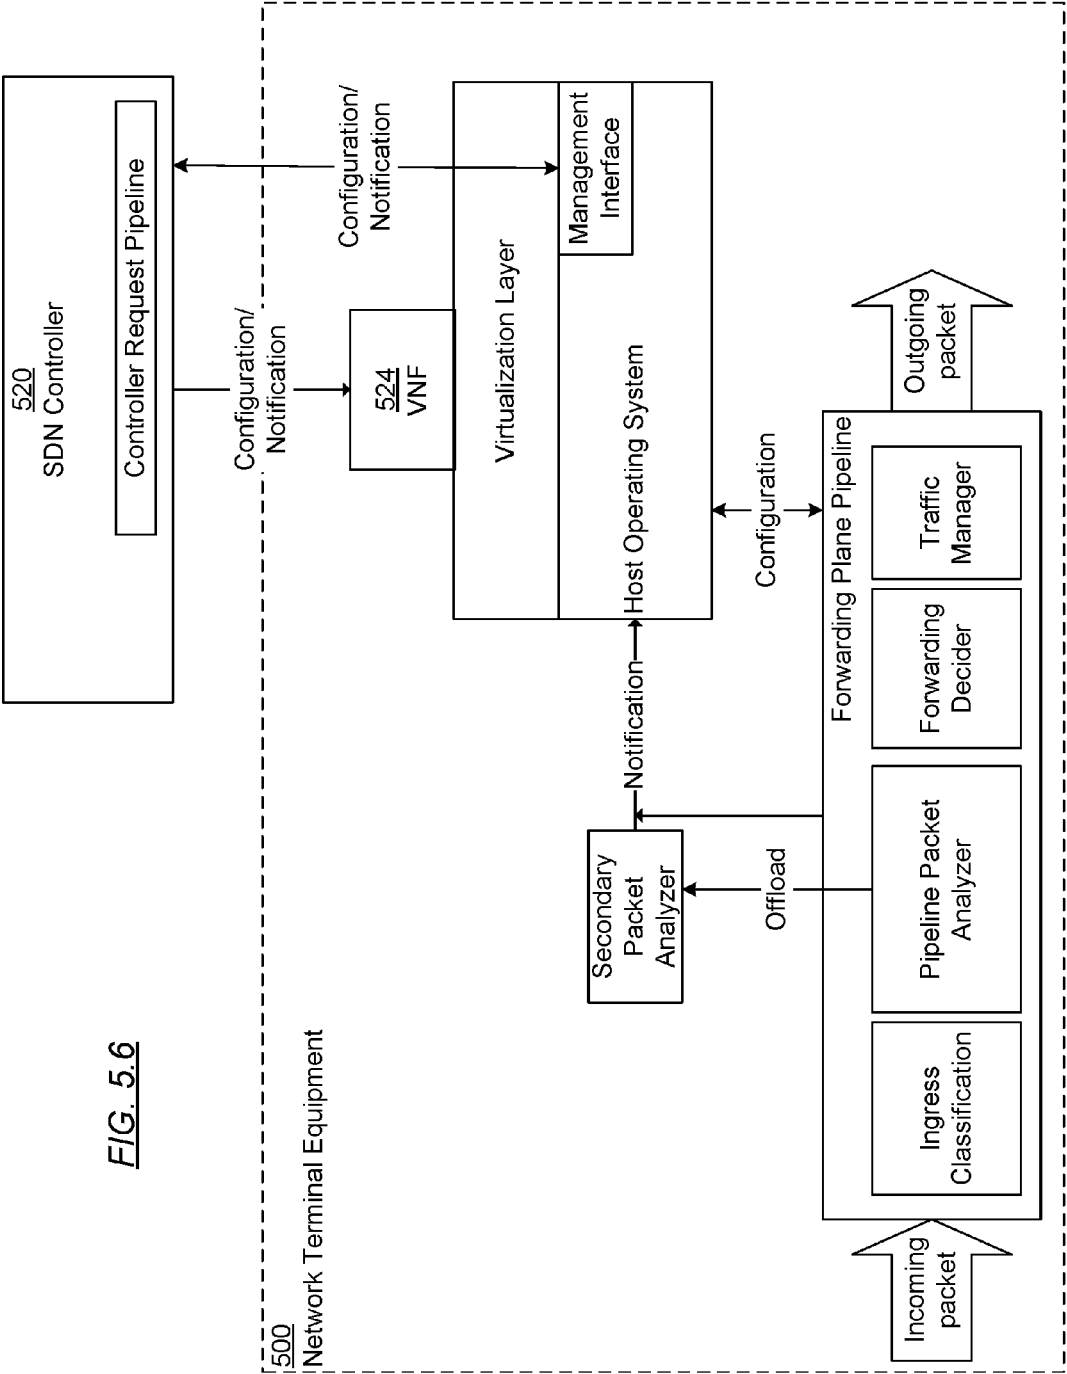 520
SDN Controller
Controller Request Pipeline
Configuration/
Notification
Configuration/
Notification
524
VNF
Virtualization Layer
Management
Interface
Host Operating System
Notification
Configuration
Secondary
Packet
Analyzer
Offload
Forwarding Plane Pipeline
Ingress
Classification
Pipeline Packet
Analyzer
Forwarding
Decider
Traffic
Manager
Incoming
packet
Outgoing
packet
500
Network Terminal Equipment
FIG. 5.6